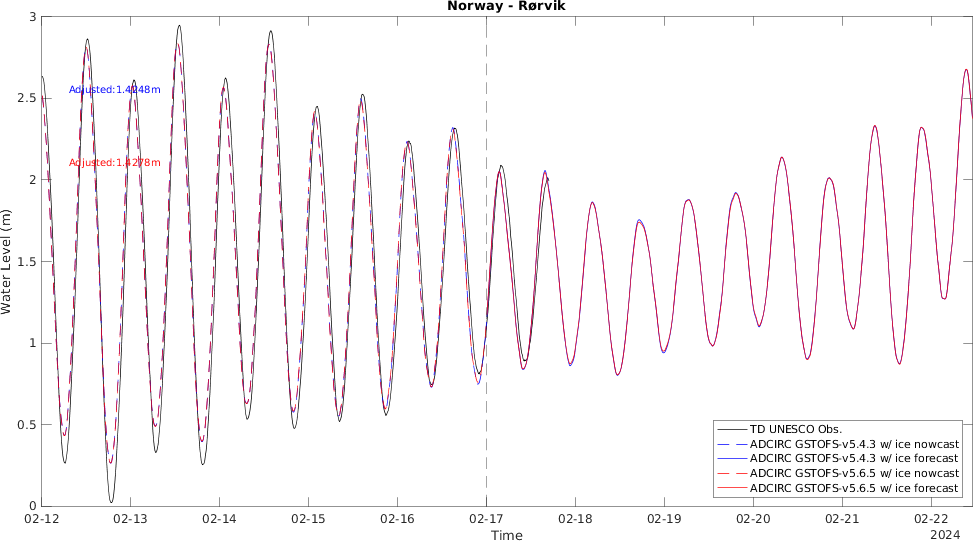 Norway - Rørvik
3
2.5
2
1.5
1
0.5
0
Water Level (m)
Adjusted:1.4248m
Adjusted:1.4278m
TD UNESCO Obs.
ADCIRC GSTOFS-v5.4.3 w/ ice nowcast
ADCIRC GSTOFS-v5.4.3 w/ ice forecast
ADCIRC GSTOFS-v5.6.5 w/ ice nowcast
ADCIRC GSTOFS-v5.6.5 w/ ice forecast
02-12 02-13 02-14 02-15 02-16 02-17 02-18 02-19 02-20 02-21 02-22
Time 2024